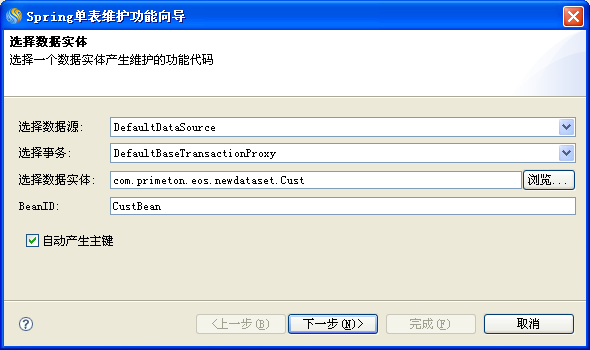 Spring单表维护功能向导
选择数据实体
选择一个数据实体产生维护的功能代码
选择数据源: DefaultDataSource
选择事务: DefaultBaseTransactionProxy
选择数据实体: com.primeton.eos.newdataset.Cust 浏览...
BeanID: CustBean
自动产生主键
<上一步(B) 下一步(N)> 完成(F) 取消